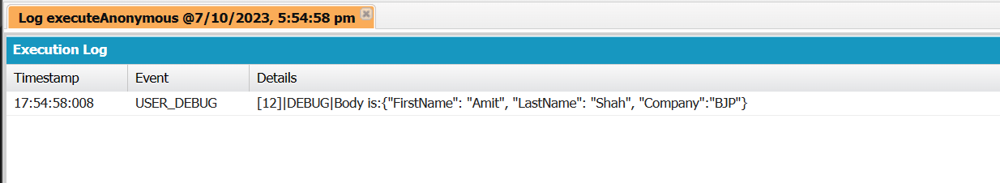 Log executeAnonymous @7/10/2023, 5:54:58 pm
Execution Log
Timestamp Event Details
17:54:58:008 USER_DEBUG [12]|DEBUG|Body is:{"FirstName": "Amit", "LastName": "Shah", "Company":"BJP"}